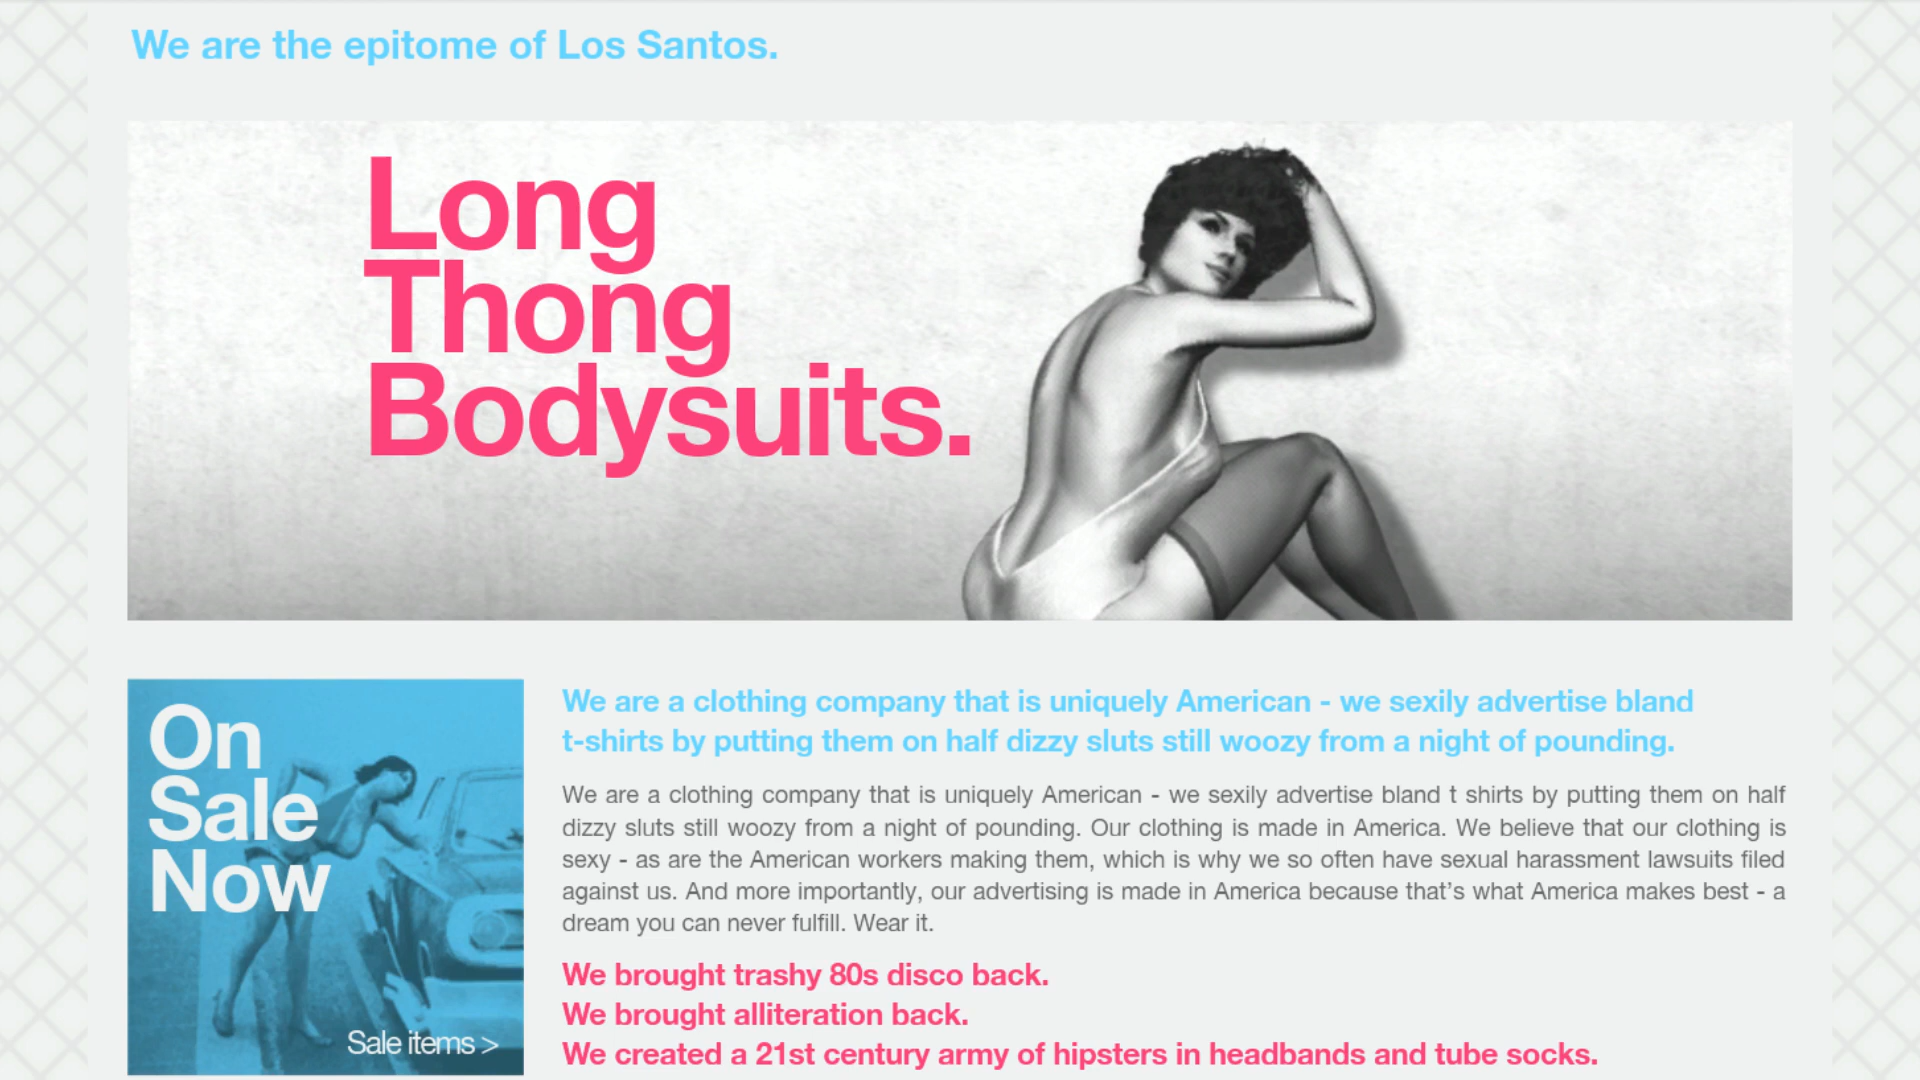 We are the epitome of Los Santos.
Long
Thong
Bodysuits.
On
Sale
Now
Sale items >
We are a clothing company that is uniquely American - we sexily advertise bland
t-shirts by putting them on half dizzy sluts still woozy from a night of pounding.
We are a clothing company that is uniquely American - we sexily advertise bland t shirts by putting them on half
dizzy sluts still woozy from a night of pounding. Our clothing is made in America. We believe that our clothing is
sexy - as are the American workers making them, which is why we so often have sexual harassment lawsuits filed
against us. And more importantly, our advertising is made in America because that’s what America makes best - a
dream you can never fulfill. Wear it.
We brought trashy 80s disco back.
We brought alliteration back.
We created a 21st century army of hipsters in headbands and tube socks.